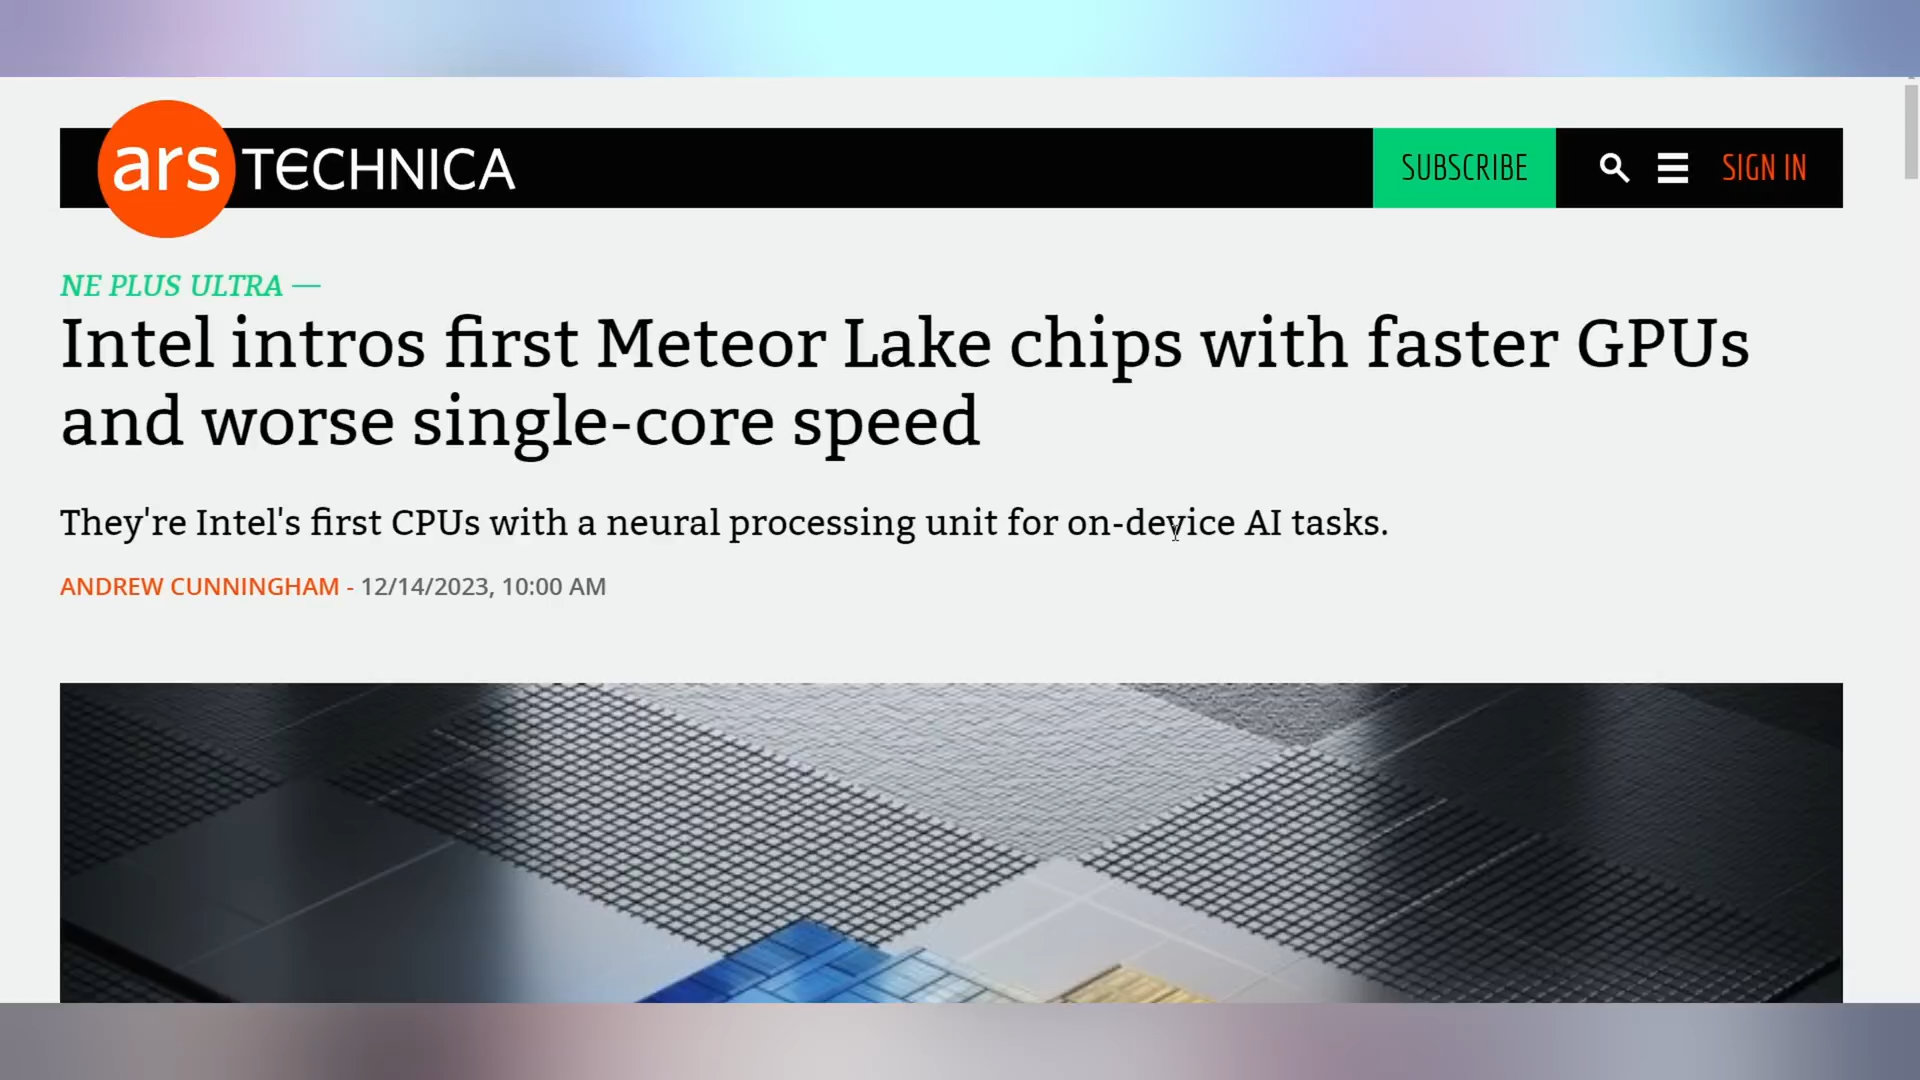 ars TECHNICA
SUBSCRIBE
SIGN IN
NE PLUS ULTRA —
Intel intros first Meteor Lake chips with faster GPUs
and worse single-core speed
They're Intel's first CPUs with a neural processing unit for on-device AI tasks.
ANDREW CUNNINGHAM - 12/14/2023, 10:00 AM